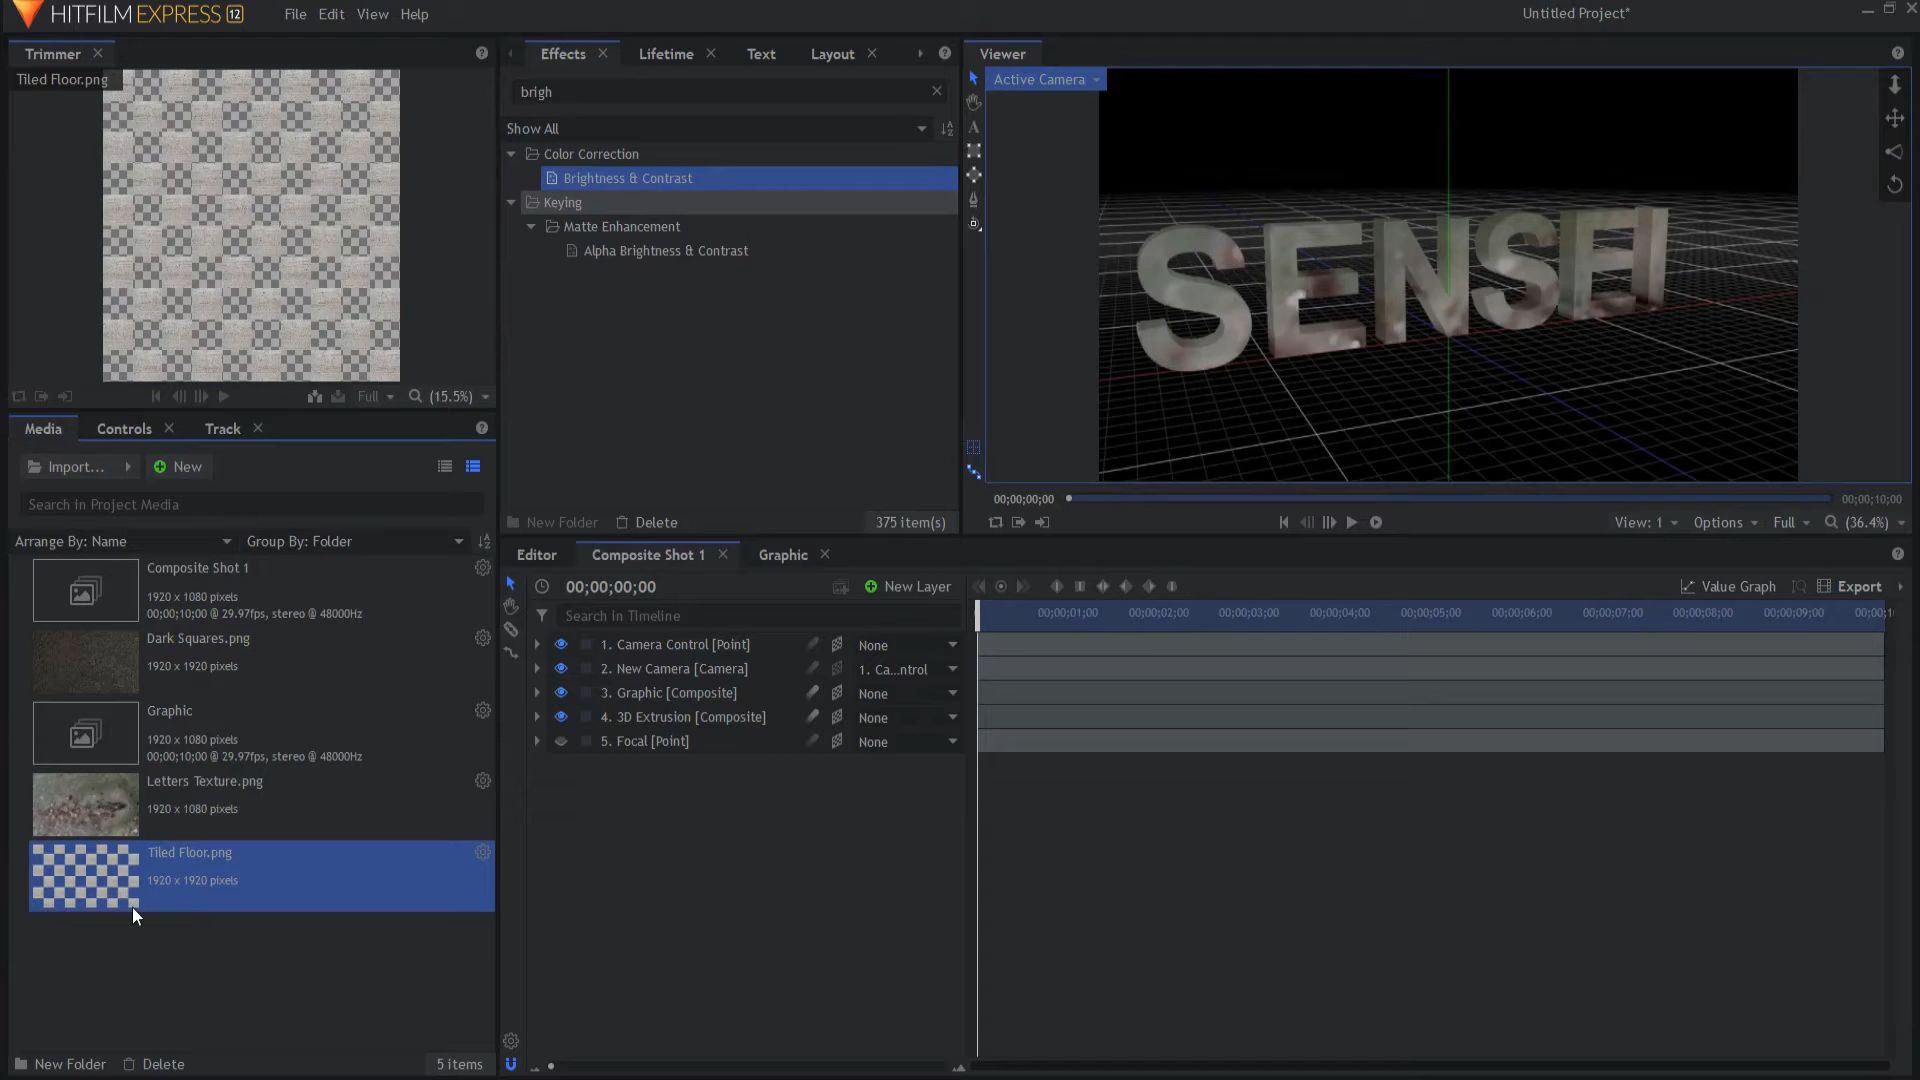 HITFILM EXPRESS 12
File Edit View Help
Untitled Project*
Trimmer
Tiled Floor.png
Full (15.5%)
Effects Lifetime Text Layout
brigh
Show All
Color Correction
Brightness & Contrast
Keying
Matte Enhancement
Alpha Brightness & Contrast
New Folder Delete 375 item(s)
Viewer
Active Camera
SENSEI
00;00;00;00 00;00;10;00
View: 1 Options Full (36.4%)
Media Controls Track
Import... New
Search in Project Media
Arrange By: Name Group By: Folder
Composite Shot 1
1920 x 1080 pixels
00;00;10;00 @ 29.97fps, stereo @ 48000Hz
Dark Squares.png
1920 x 1920 pixels
Graphic
1920 x 1080 pixels
00;00;10;00 @ 29.97fps, stereo @ 48000Hz
Letters Texture.png
1920 x 1080 pixels
Tiled Floor.png
1920 x 1920 pixels
New Folder Delete 5 items
Editor Composite Shot 1 Graphic
00;00;00;00 New Layer
Value Graph Export
Search in Timeline
00;00;01;00 00;00;02;00 00;00;03;00 00;00;04;00 00;00;05;00 00;00;06;00 00;00;07;00 00;00;08;00 00;00;09;00 00;00;1
1. Camera Control [Point] None
2. New Camera [Camera] 1. Ca...ntrol
3. Graphic [Composite] None
4. 3D Extrusion [Composite] None
5. Focal [Point] None